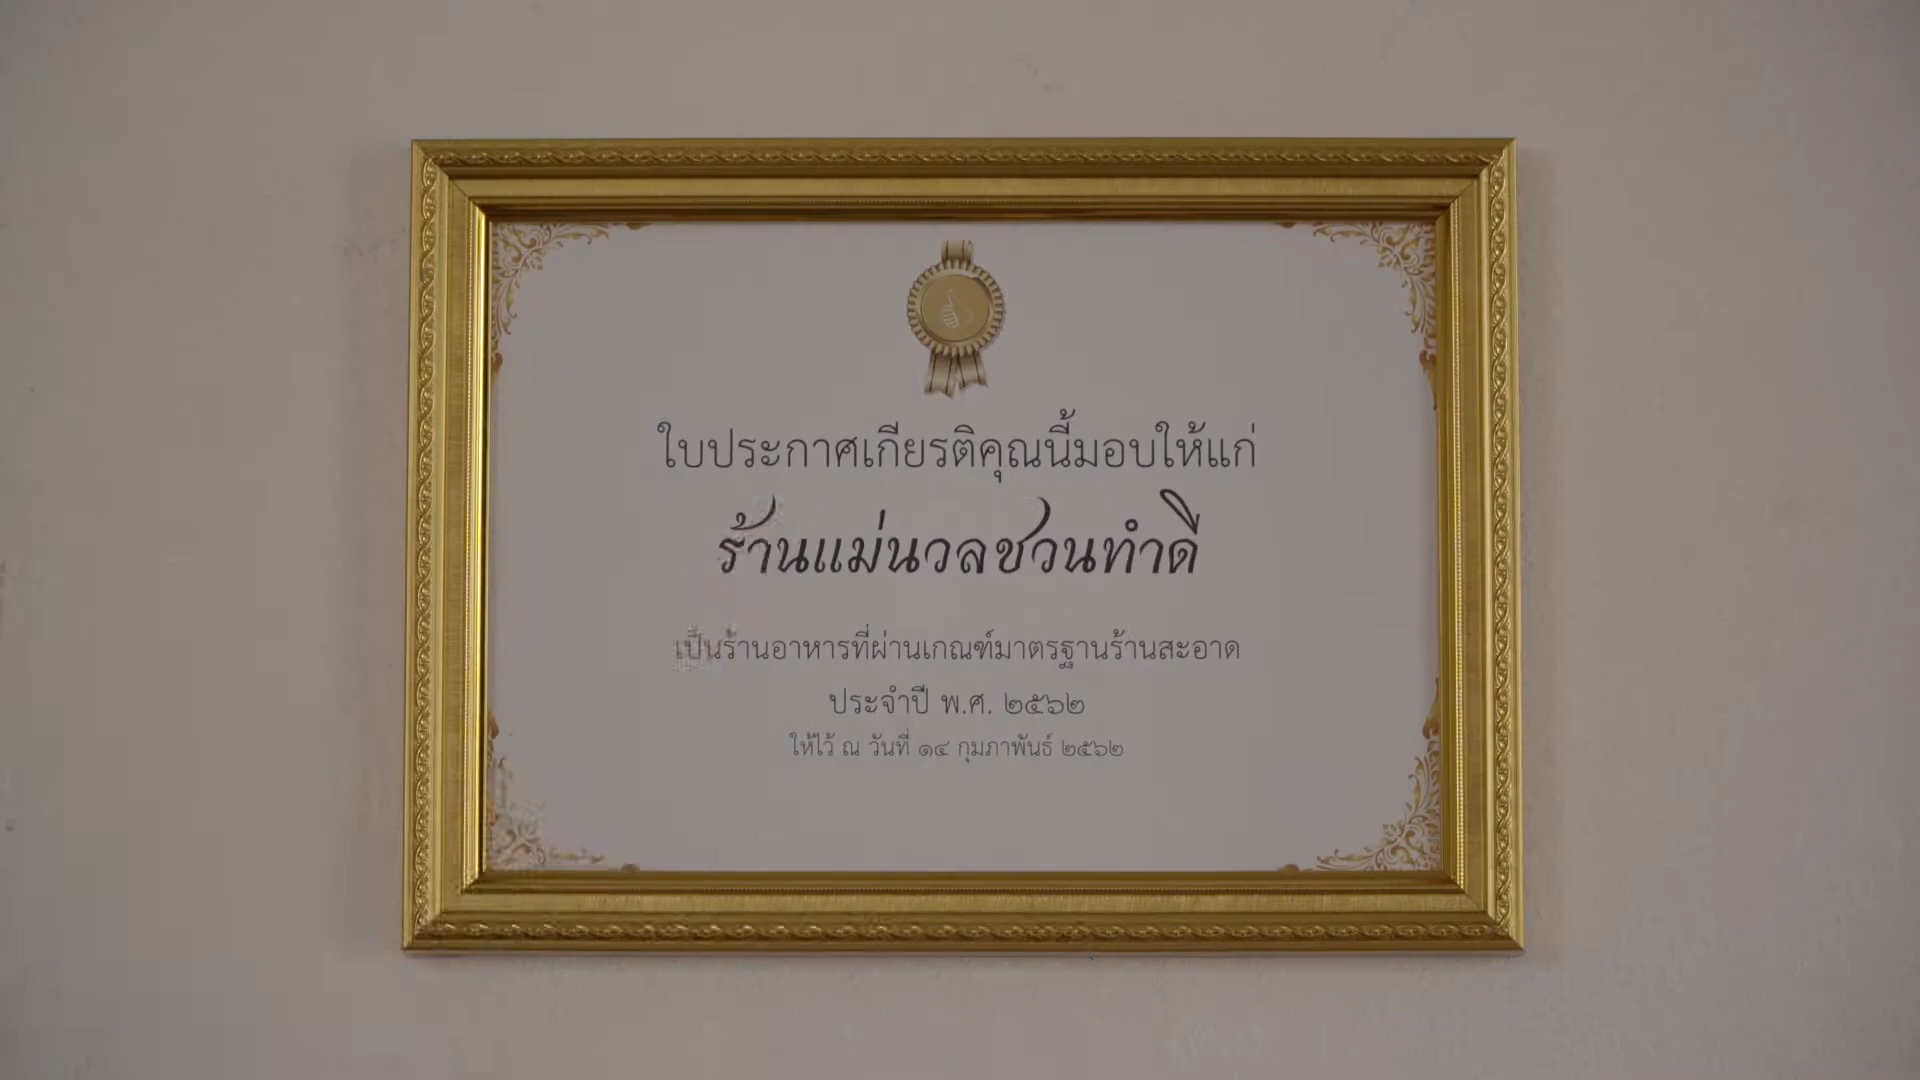 ใบประกาศเกียรติคุณนี้มอบให้แก่
ร้านแม่นวลชวนทำดี
เป็นร้านอาหารที่ผ่านเกณฑ์มาตรฐานร้านสะอาด
ประจำปี พ.ศ. ๒๕๖๒
ให้ไว้ ณ วันที่ ๑๔ กุมภาพันธ์ ๒๕๖๒